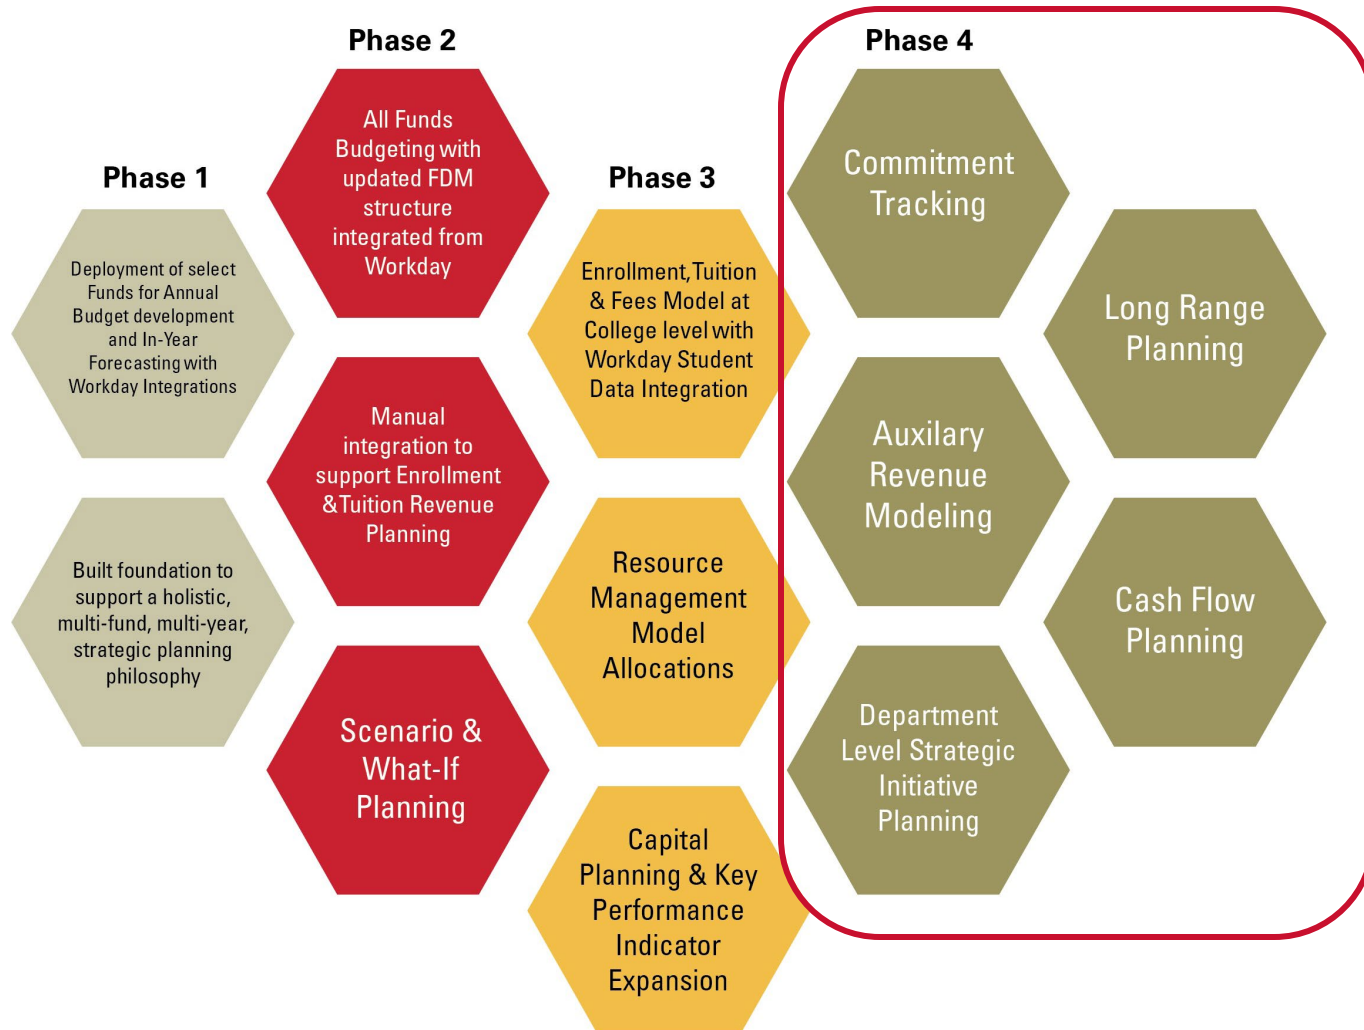 Phase 1
Deployment of select
Funds for Annual
Budget development
and In-Year
Forecasting with
Workday Integrations
Built foundation to
support a holistic,
multi-fund, multi-year,
strategic planning
philosophy
Phase 2
All Funds
Budgeting with
updated FDM
structure
integrated from
Workday
Manual
integration to
support Enrollment
&Tuition Revenue
Planning
Scenario &
What-If
Planning
Phase 3
Enrollment, Tuition
& Fees Model at
College level with
Workday Student
Data Integration
Resource
Management
Model
Allocations
Capital
Planning & Key
Performance
Indicator
Expansion
Phase 4
Commitment
Tracking
Auxilary
Revenue
Modeling
Department
Level Strategic
Initiative
Planning
Long Range
Planning
Cash Flow
Planning